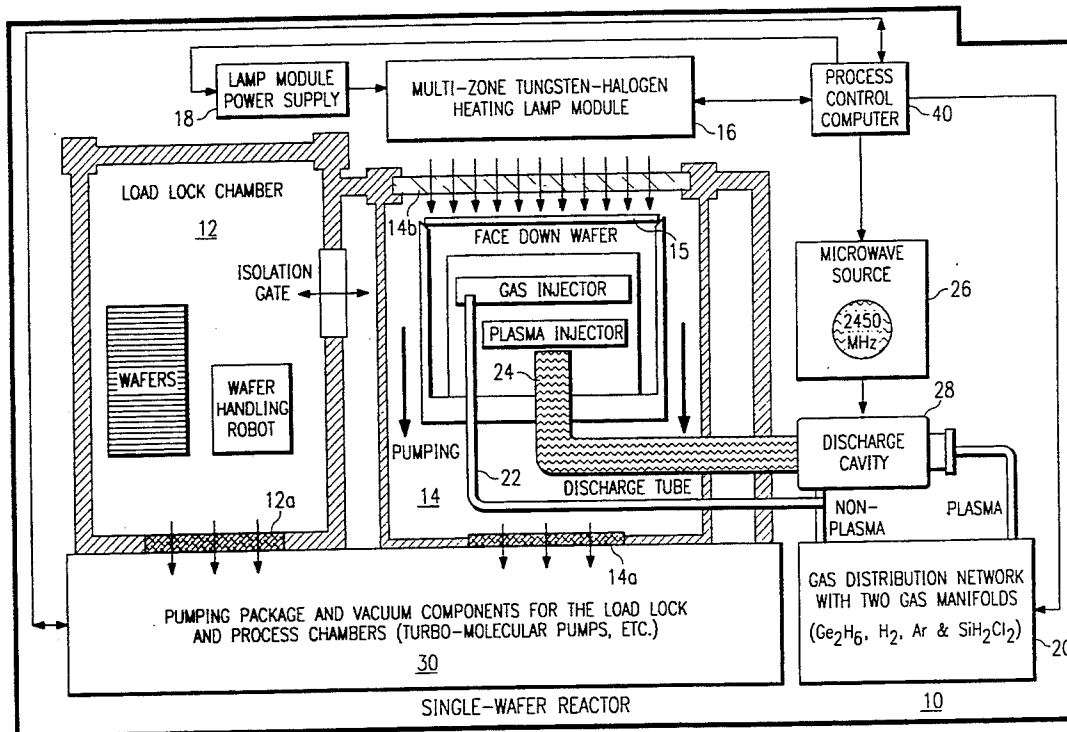 LAMP MODULE
POWER SUPPLY
18
MULTI-ZONE TUNGSTEN-HALOGEN
HEATING LAMP MODULE
16
PROCESS
CONTROL
COMPUTER
40
LOAD LOCK CHAMBER
12
14b
FACE DOWN WAFER
15
ISOLATION
GATE
GAS INJECTOR
PLASMA INJECTOR
24
MICROWAVE
SOURCE
2450
MHz
26
WAFERS
WAFER
HANDLING
ROBOT
PUMPING
22
14
DISCHARGE TUBE
28
DISCHARGE
CAVITY
NON-
PLASMA
PLASMA
12a
14a
PUMPING PACKAGE AND VACUUM COMPONENTS FOR THE LOAD LOCK
AND PROCESS CHAMBERS (TURBO-MOLECULAR PUMPS, ETC.)
30
GAS DISTRIBUTION NETWORK
WITH TWO GAS MANIFOLDS
(Ge2H6, H2, Ar & SiH2Cl2)
20
SINGLE-WAFER REACTOR
10